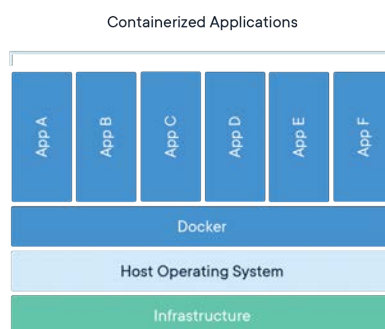 Containerized Applications
App A
App B
App C
App D
App E
App F
Docker
Host Operating System
Infrastructure